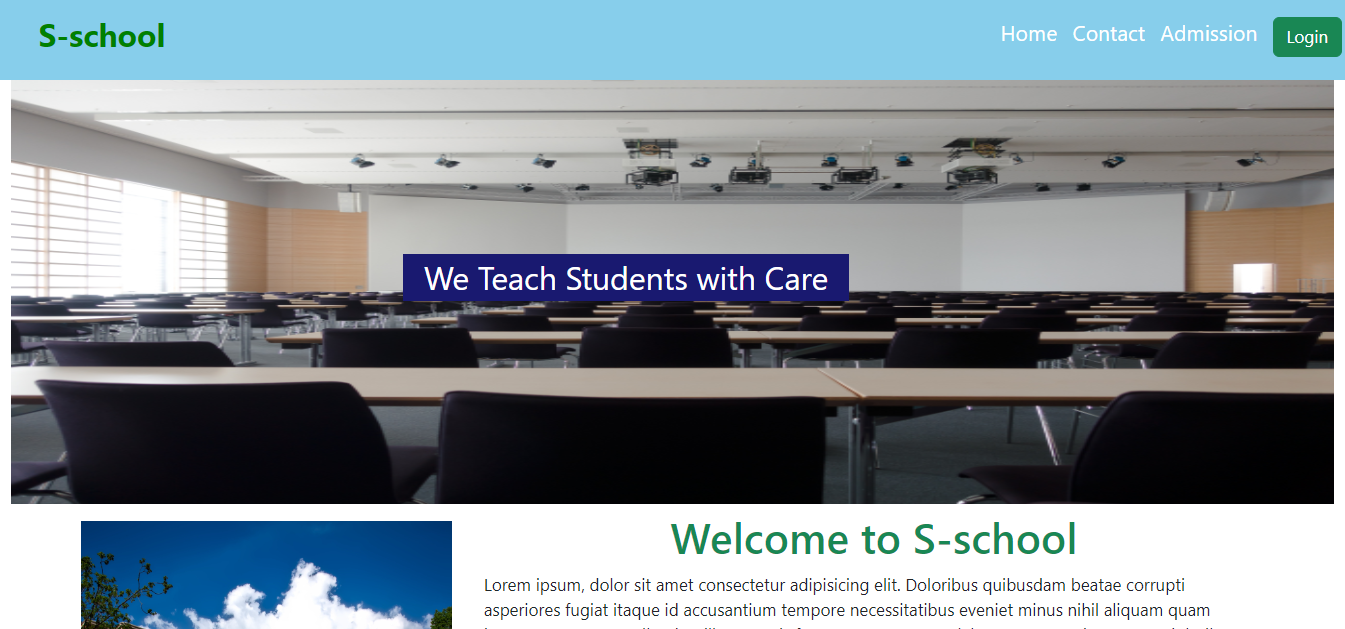 S-school
Home Contact Admission Login
We Teach Students with Care
Welcome to S-school
Lorem ipsum, dolor sit amet consectetur adipisicing elit. Doloribus quibusdam beatae corrupti
asperiores fugiat itaque id accusantium tempore necessitatibus eveniet minus nihil aliquam quam